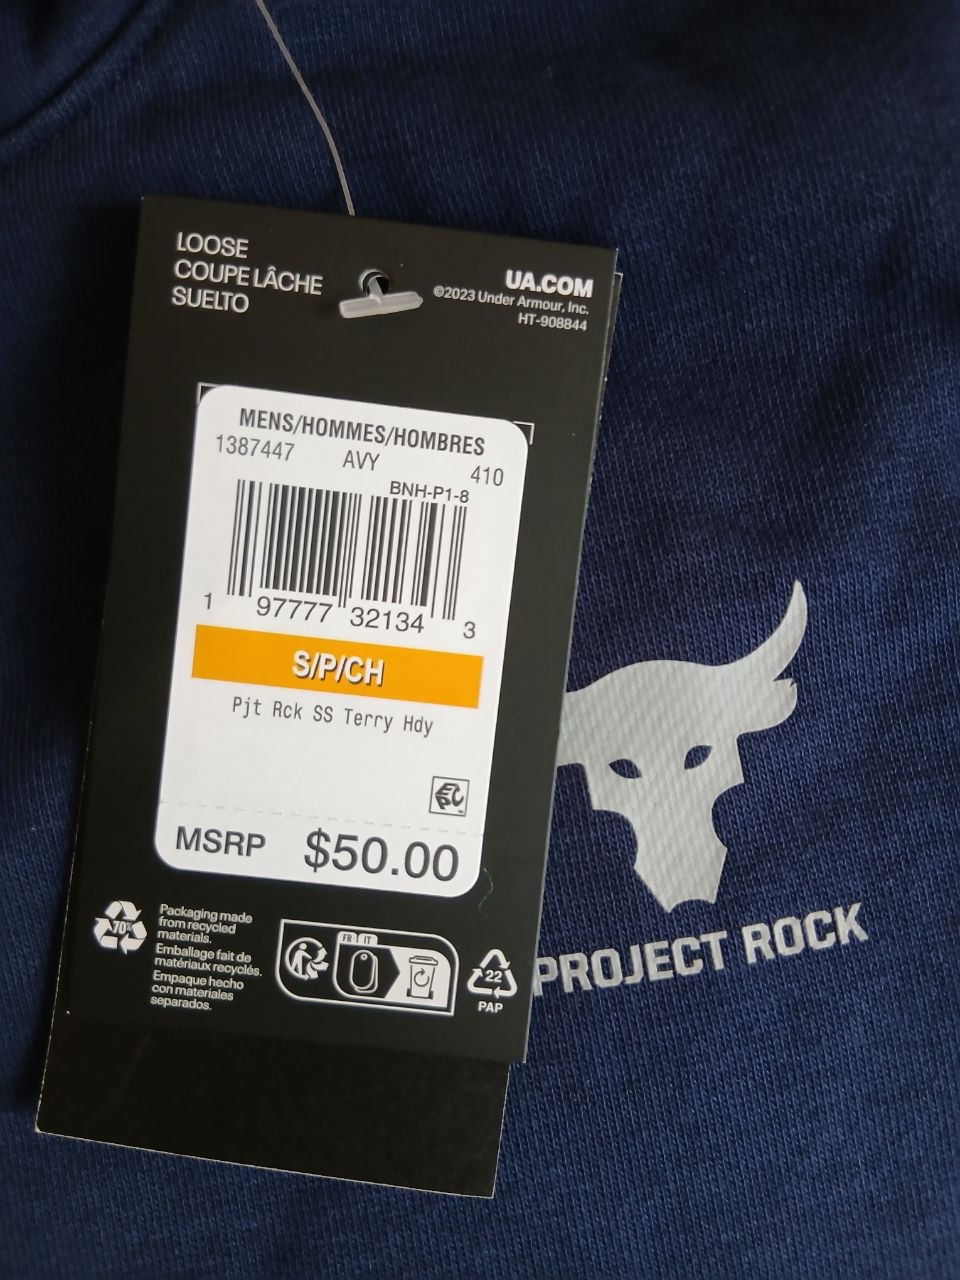 LOOSE
COUPE LÂCHE
SUELTO
UA.COM
©2023 Under Armour, Inc.
HT-908844
MENS/HOMMES/HOMBRES
1387447 AVY 410
BNH-P1-8
1 97777 32134 3
S/P/CH
Pjt Rck SS Terry Hdy
MSRP $50.00
70%
Packaging made
from recycled
materials.
Emballage fait de
matériaux recyclés.
Empaque hecho
con materiales
separados.
FR IT
22
PAP
PROJECT ROCK